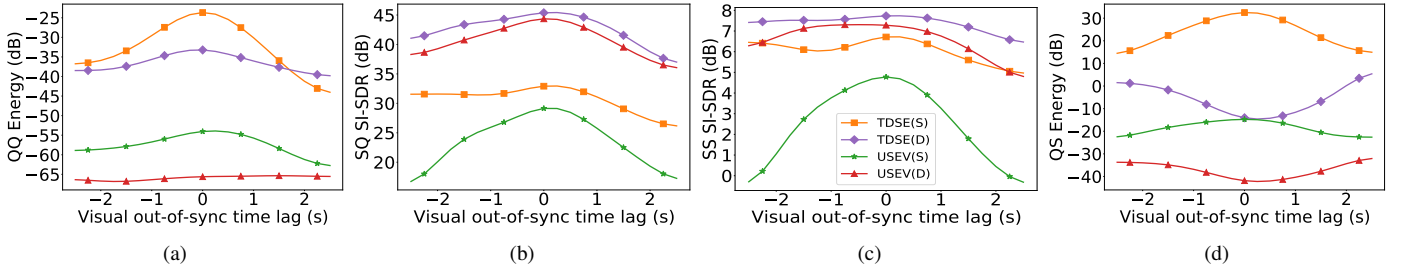 QQ Energy (dB)
−25
−30
−35
−40
−45
−50
−55
−60
−65
−2 −1 0 1 2
Visual out-of-sync time lag (s)
(a)
SQ SI-SDR (dB)
45
40
35
30
25
20
−2 −1 0 1 2
Visual out-of-sync time lag (s)
(b)
SS SI-SDR (dB)
8
7
6
5
4
3
2
1
0
TDSE(S)
TDSE(D)
USEV(S)
USEV(D)
−2 −1 0 1 2
Visual out-of-sync time lag (s)
(c)
QS Energy (dB)
30
20
10
0
−10
−20
−30
−40
−2 −1 0 1 2
Visual out-of-sync time lag (s)
(d)